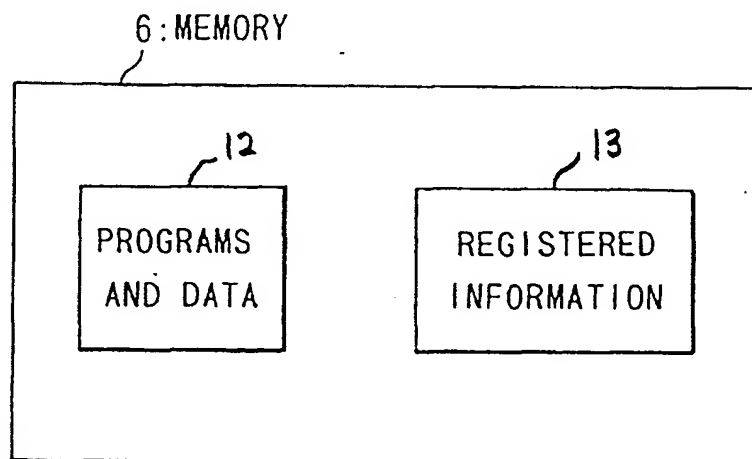 6:MEMORY
12
13
PROGRAMS
AND DATA
REGISTERED
INFORMATION